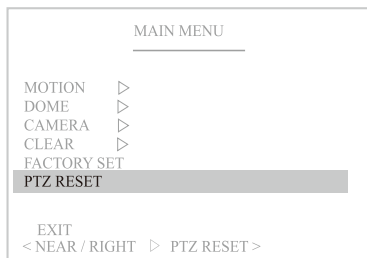 MAIN MENU
MOTION ▷
DOME ▷
CAMERA ▷
CLEAR ▷
FACTORY SET
PTZ RESET
EXIT
< NEAR / RIGHT ▷ PTZ RESET >